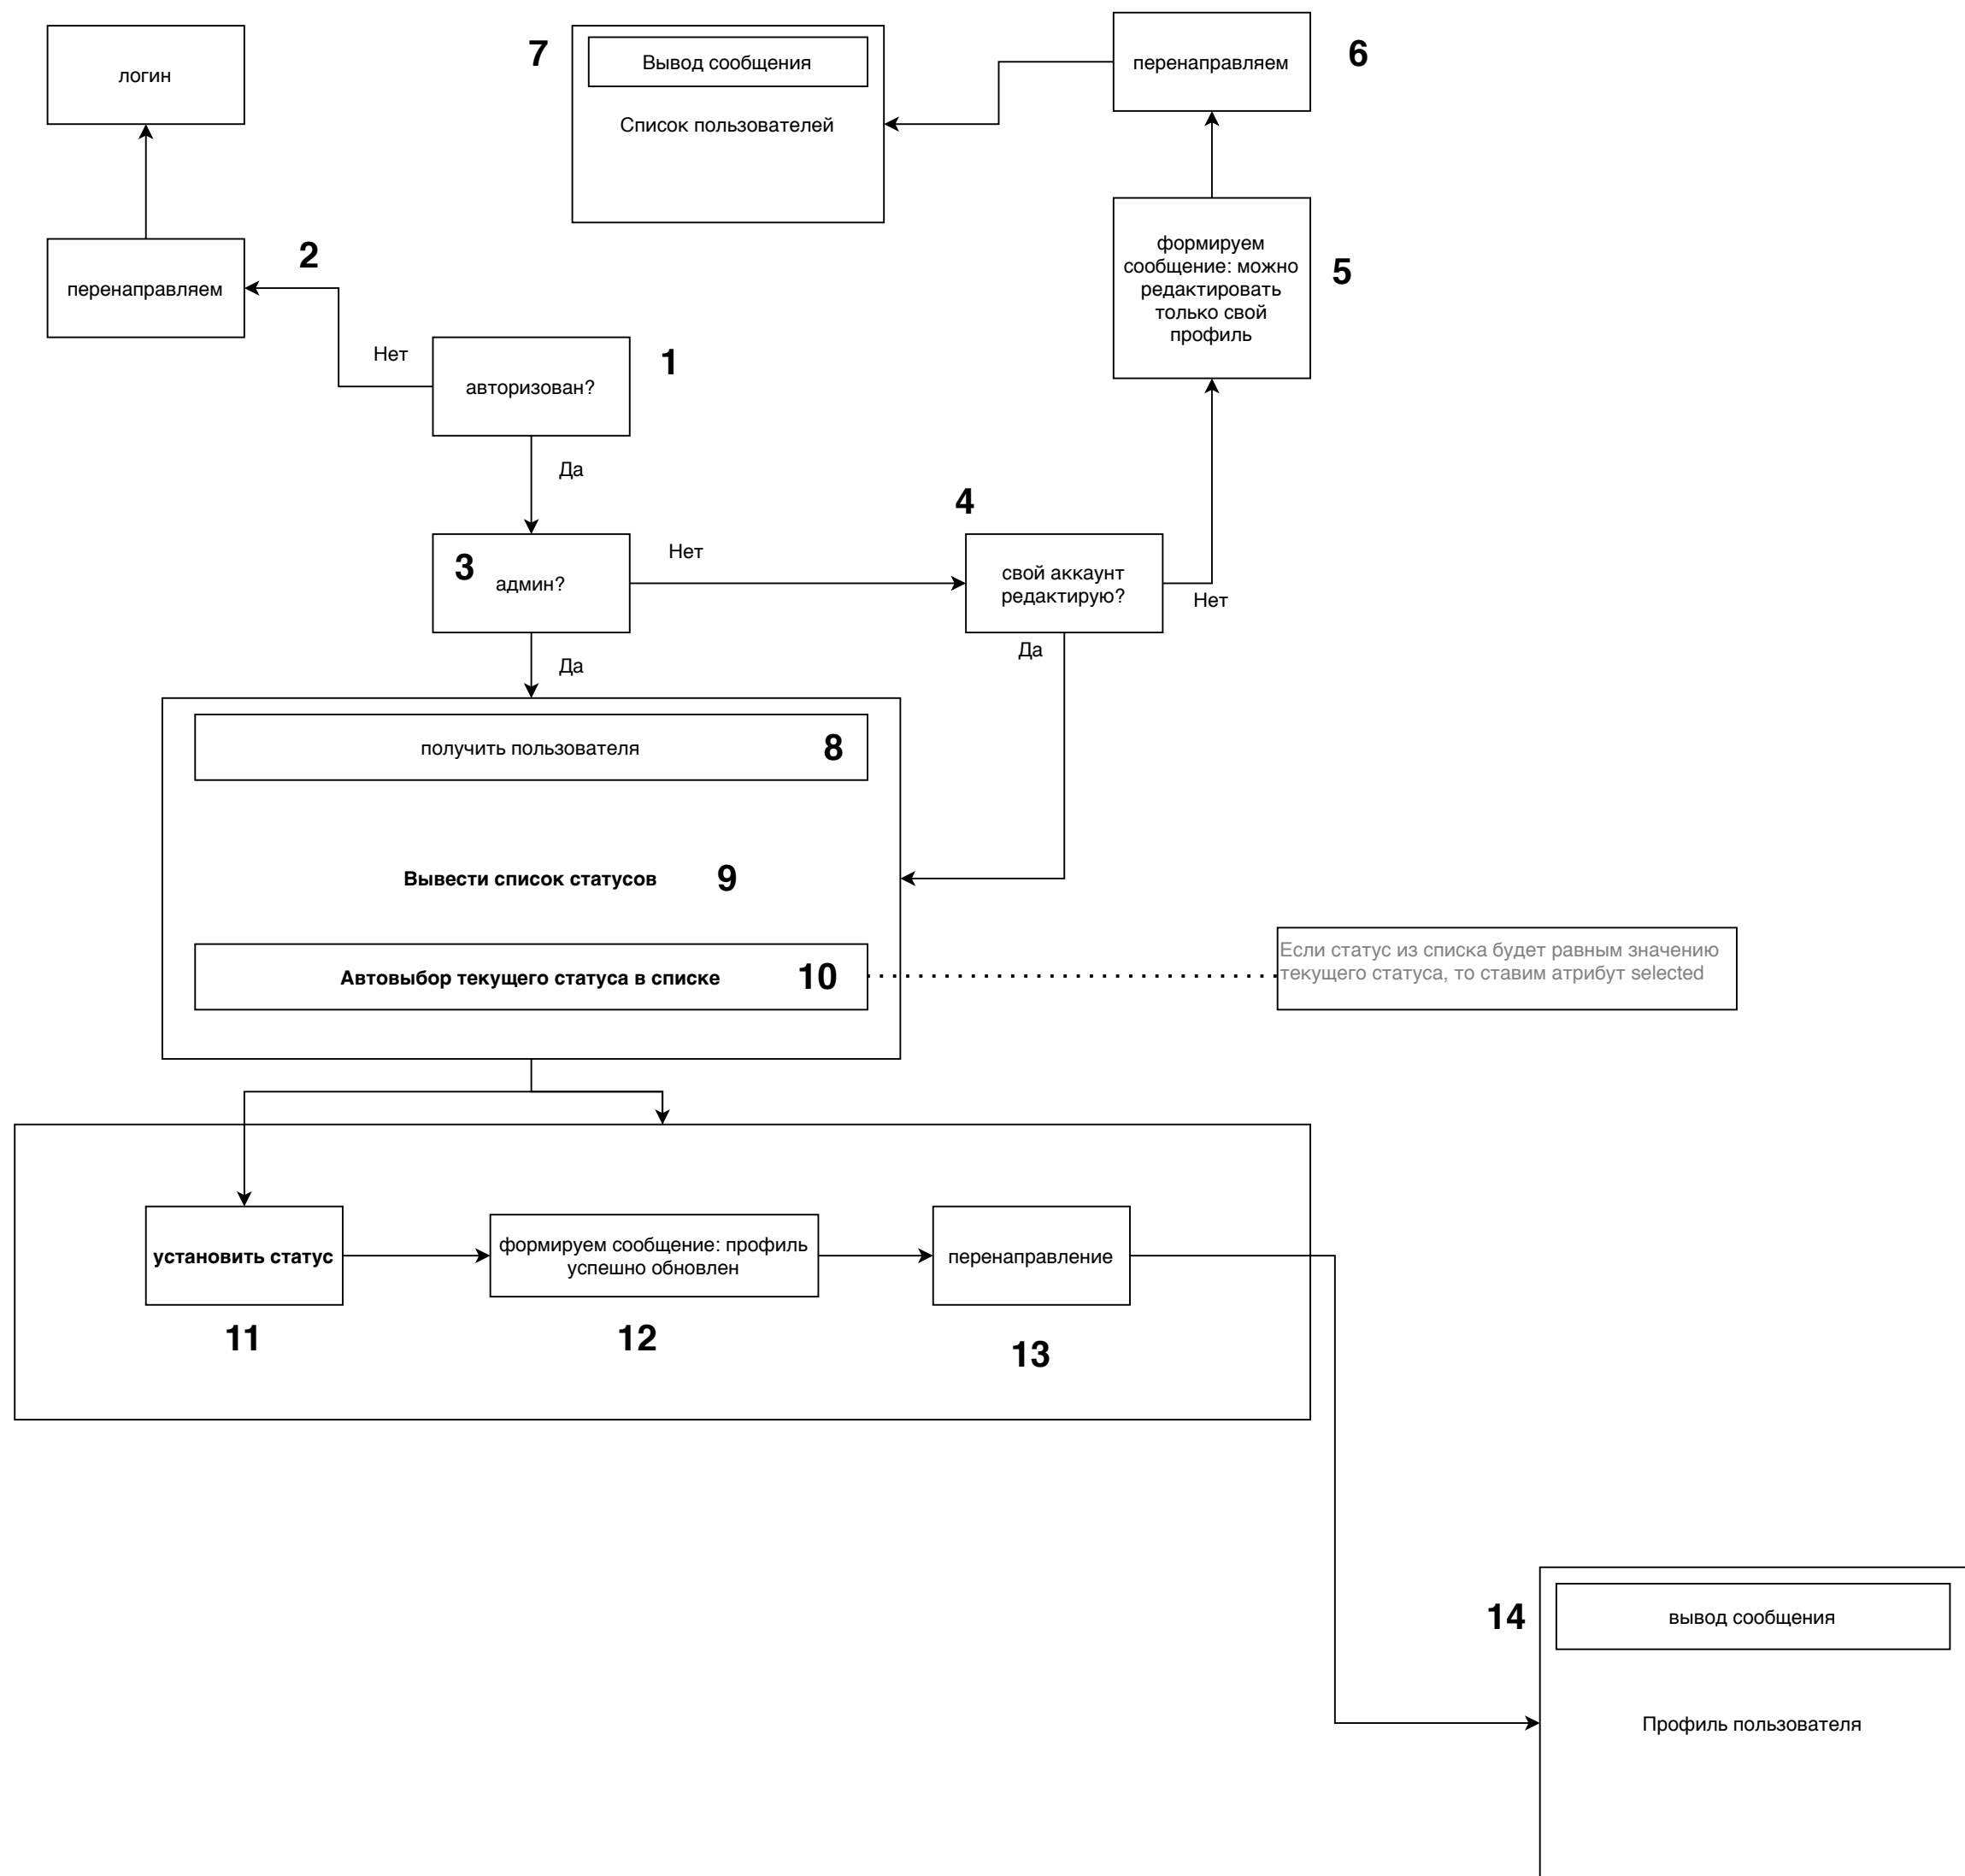 логин
7
Вывод сообщения
Список пользователей
перенаправляем
6
перенаправляем
2
формируем
сообщение: можно
редактировать
только свой
профиль
5
Нет
авторизован?
1
Да
3
админ?
Нет
4
свой аккаунт
редактирую?
Нет
Да
Да
получить пользователя
8
Вывести список статусов
9
Автовыбор текущего статуса в списке
10
Если статус из списка будет равным значению
текущего статуса, то ставим атрибут selected
установить статус
11
формируем сообщение: профиль
успешно обновлен
12
перенаправление
13
14
вывод сообщения
Профиль пользователя